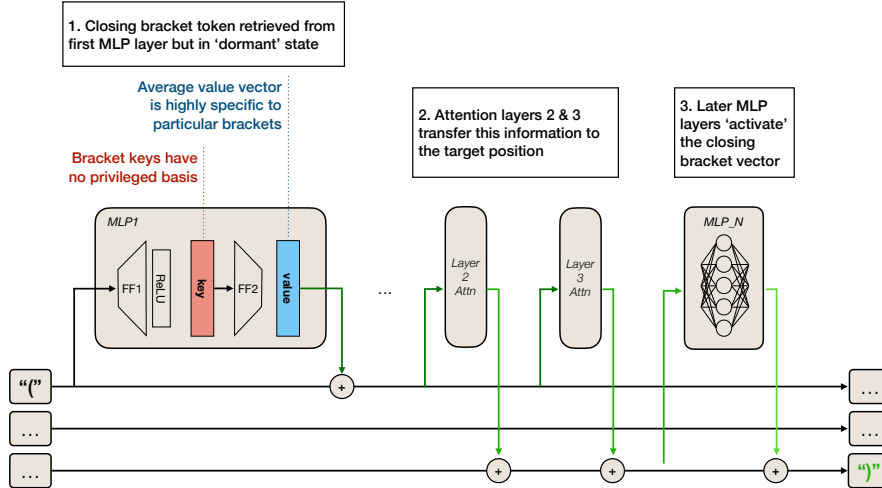 1. Closing bracket token retrieved from
first MLP layer but in ‘dormant’ state
Average value vector
is highly specific to
particular brackets
Bracket keys have
no privileged basis
2. Attention layers 2 & 3
transfer this information to
the target position
3. Later MLP
layers ‘activate’
the closing
bracket vector
MLP1
FF1
ReLU
key
FF2
value
...
Layer
2
Attn
Layer
3
Attn
MLP_N
“(”
+
...
...
...
...
+
+
+
“)”